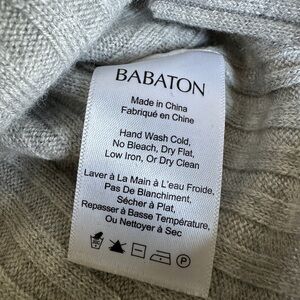 BABATON
Made in China
Fabriqué en Chine
Hand Wash Cold,
No Bleach, Dry Flat,
Low Iron, Or Dry Clean
Laver à La Main à L'eau Froide,
Pas De Blanchiment,
Sécher à Plat,
Repasser à Basse Température,
Ou Nettoyer à Sec
P